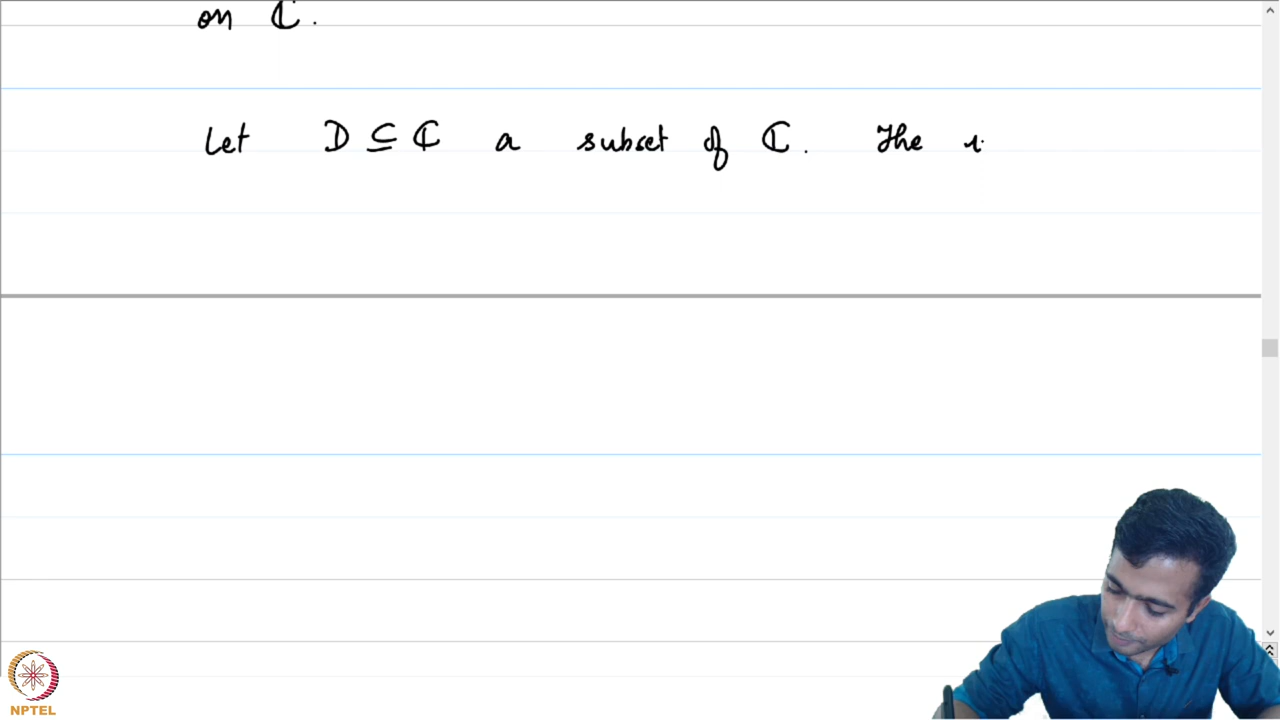 on ℂ.
Let D ⊆ ℂ a subset of ℂ. The i
NPTEL